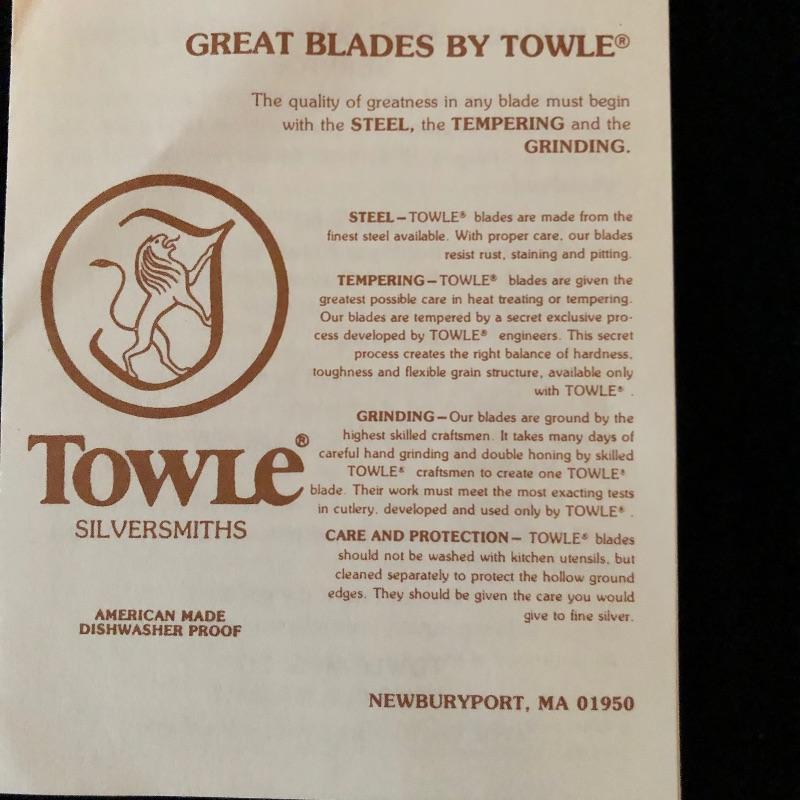 GREAT BLADES BY TOWLE®
The quality of greatness in any blade must begin
with the STEEL, the TEMPERING and the
GRINDING.
STEEL—TOWLE® blades are made from the
finest steel available. With proper care, our blades
resist rust, staining and pitting.
TEMPERING—TOWLE® blades are given the
greatest possible care in heat treating or tempering.
Our blades are tempered by a secret exclusive pro-
cess developed by TOWLE® engineers. This secret
process creates the right balance of hardness,
toughness and flexible grain structure, available only
with TOWLE® .
GRINDING—Our blades are ground by the
highest skilled craftsmen. It takes many days of
careful hand grinding and double honing by skilled
TOWLE® craftsmen to create one TOWLE®
blade. Their work must meet the most exacting tests
in cutlery, developed and used only by TOWLE® .
CARE AND PROTECTION— TOWLE® blades
should not be washed with kitchen utensils, but
cleaned separately to protect the hollow ground
edges. They should be given the care you would
give to fine silver.
TOWLE®
SILVERSMITHS
AMERICAN MADE
DISHWASHER PROOF
NEWBURYPORT, MA 01950